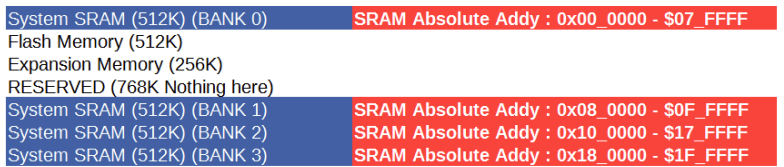 System SRAM (512K) (BANK 0) SRAM Absolute Addy : 0x00_0000 - $07_FFFF
Flash Memory (512K)
Expansion Memory (256K)
RESERVED (768K Nothing here)
System SRAM (512K) (BANK 1) SRAM Absolute Addy : 0x08_0000 - $0F_FFFF
System SRAM (512K) (BANK 2) SRAM Absolute Addy : 0x10_0000 - $17_FFFF
System SRAM (512K) (BANK 3) SRAM Absolute Addy : 0x18_0000 - $1F_FFFF